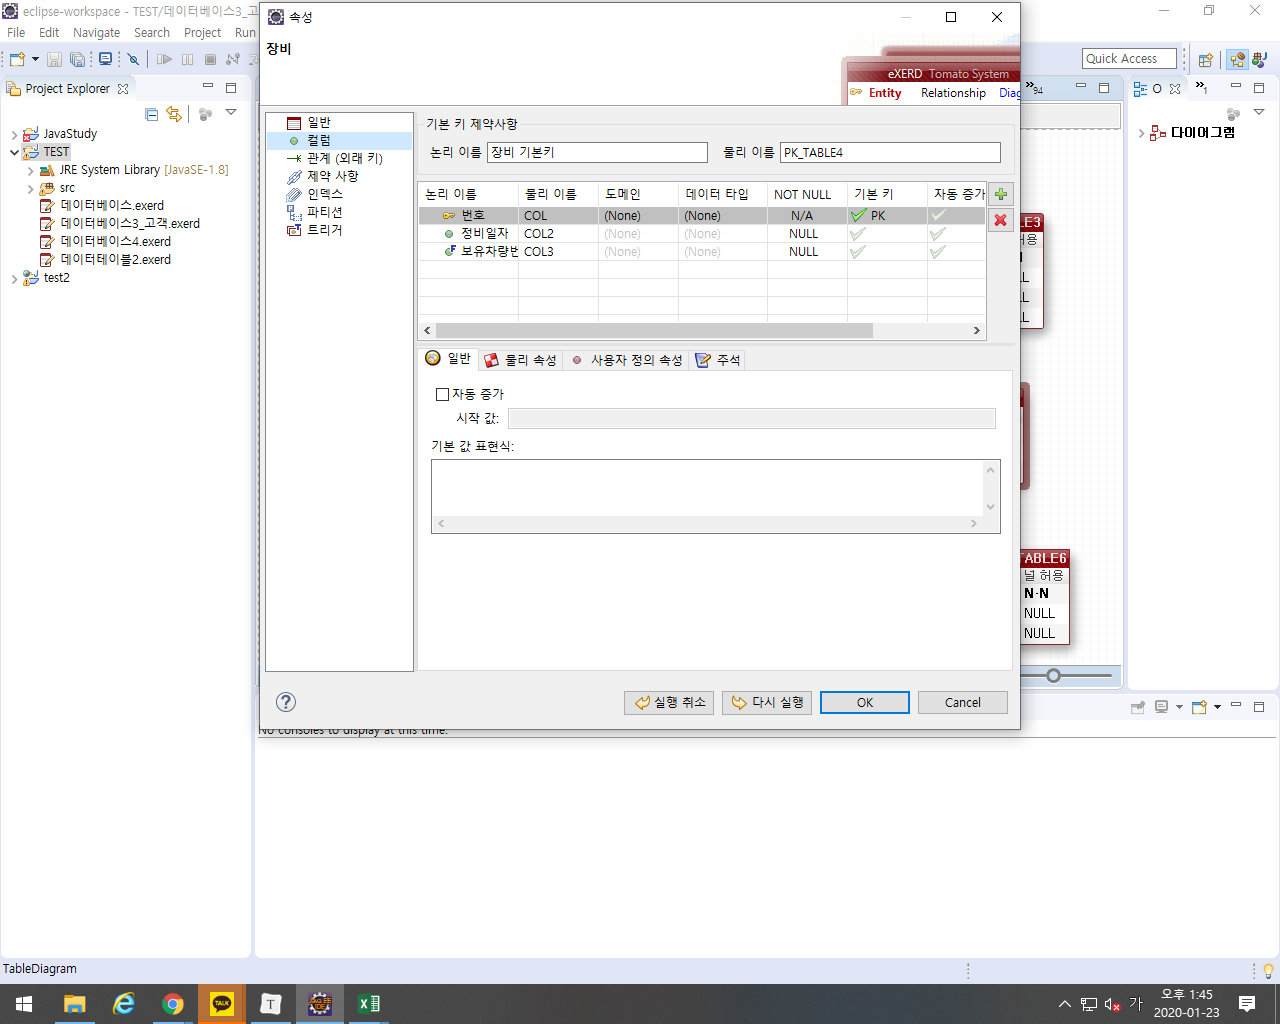 eclipse-workspace - TEST/데이터베이스3_고
File Edit Navigate Search Project Run
Quick Access
Project Explorer
JavaStudy
TEST
JRE System Library [JavaSE-1.8]
src
데이터베이스.exerd
데이터베이스3_고객.exerd
데이터베이스4.exerd
데이터테이블2.exerd
test2
속성
장비
eXERD Tomato System
Entity Relationship Diag
일반
컬럼
관계 (외래 키)
제약 사항
인덱스
파티션
트리거
기본 키 제약사항
논리 이름 장비 기본키 물리 이름 PK_TABLE4
논리 이름 물리 이름 도메인 데이터 타입 NOT NULL 기본 키 자동 증가
번호 COL (None) (None) N/A PK
정비일자 COL2 (None) (None) NULL
보유차량번 COL3 (None) (None) NULL
일반 물리 속성 사용자 정의 속성 주석
자동 증가
시작 값:
기본 값 표현식:
실행 취소 다시 실행 OK Cancel
94
O
1
다이어그램
LE3
허용
TABLE6
널 허용
N·N
NULL
NULL
No consoles to display at this time.
TableDiagram
TALK
T
Java EE
IDE
가
오후 1:45
2020-01-23